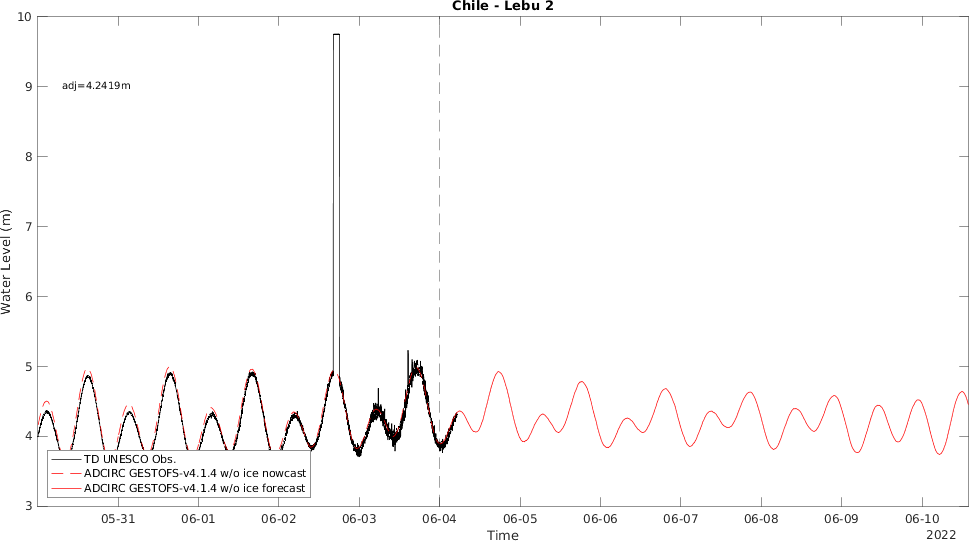 Chile - Lebu 2
10
9
8
7
6
5
4
3
Water Level (m)
adj=4.2419m
TD UNESCO Obs.
ADCIRC GESTOFS-v4.1.4 w/o ice nowcast
ADCIRC GESTOFS-v4.1.4 w/o ice forecast
05-31 06-01 06-02 06-03 06-04 06-05 06-06 06-07 06-08 06-09 06-10
Time
2022